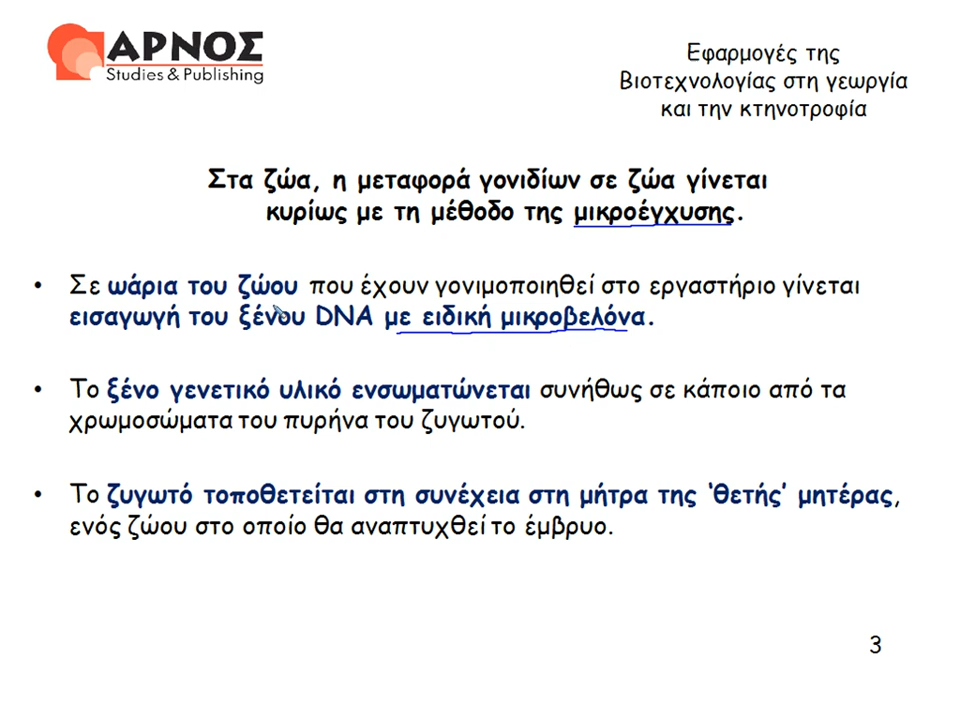 ΑΡΝΟΣ
Studies & Publishing
Εφαρμογές της
Βιοτεχνολογίας στη γεωργία
και την κτηνοτροφία
Στα ζώα, η μεταφορά γονιδίων σε ζώα γίνεται
κυρίως με τη μέθοδο της μικροέγχυσης.
• Σε ωάρια του ζώου που έχουν γονιμοποιηθεί στο εργαστήριο γίνεται
εισαγωγή του ξένου DNA με ειδική μικροβελόνα.
• Το ξένο γενετικό υλικό ενσωματώνεται συνήθως σε κάποιο από τα
χρωμοσώματα του πυρήνα του ζυγωτού.
• Το ζυγωτό τοποθετείται στη συνέχεια στη μήτρα της ‘θετής’ μητέρας,
ενός ζώου στο οποίο θα αναπτυχθεί το έμβρυο.
3